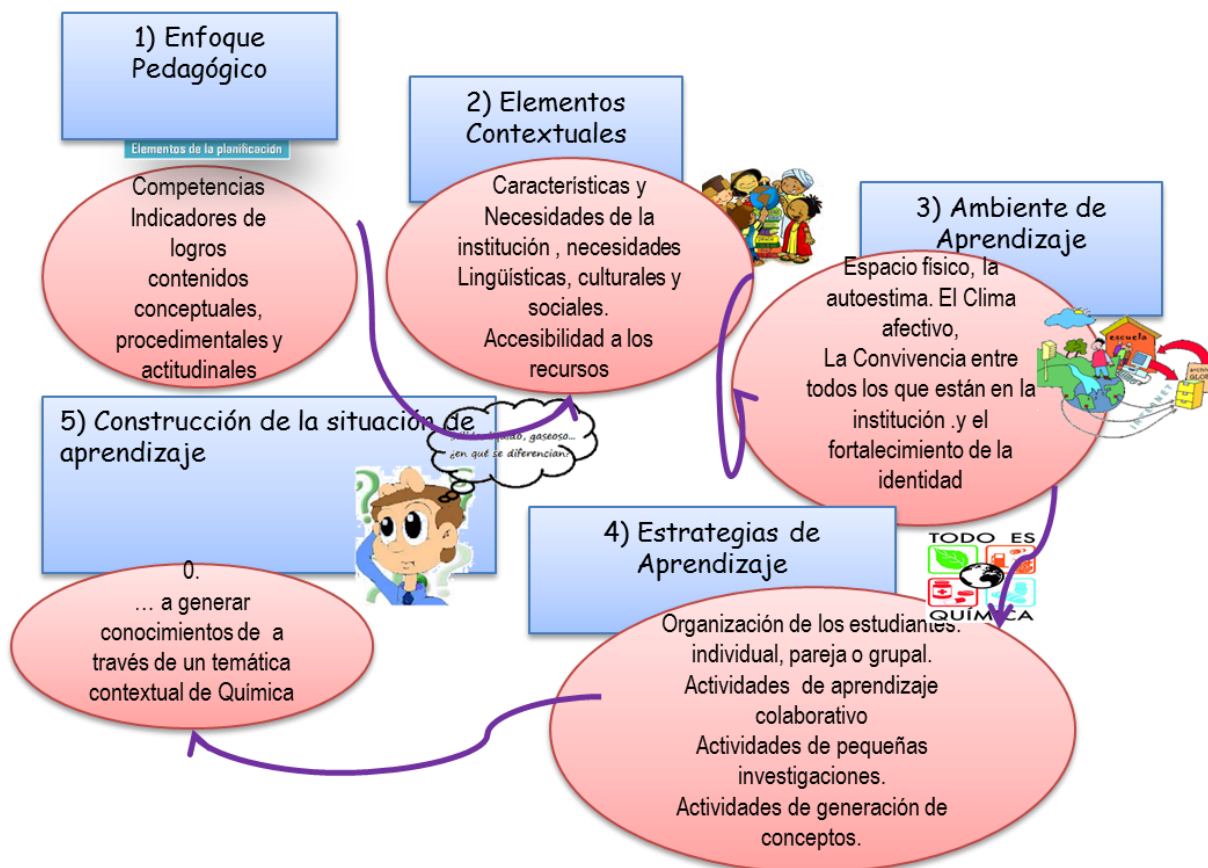 1) Enfoque
Pedagógico
Elementos de la planificación
Competencias
Indicadores de
logros
contenidos
conceptuales,
procedimentales y
actitudinales
2) Elementos
Contextuales
Características y
Necesidades de la
institución , necesidades
Lingüísticas, culturales y
sociales.
Accesibilidad a los
recursos
3) Ambiente de
Aprendizaje
Espacio físico, la
autoestima. El Clima
afectivo,
La Convivencia entre
todos los que están en la
institución .y el
fortalecimiento de la
identidad
escuela
INTERNET
4) Estrategias de
Aprendizaje
TODO ES
QUÍMICA
Organización de los estudiantes:
individual, pareja o grupal.
Actividades de aprendizaje
colaborativo
Actividades de pequeñas
investigaciones.
Actividades de generación de
conceptos.
5) Construcción de la situación de
aprendizaje
gaseoso...
¿en qué se diferencian?
0.
... a generar
conocimientos de a
través de un temática
contextual de Química